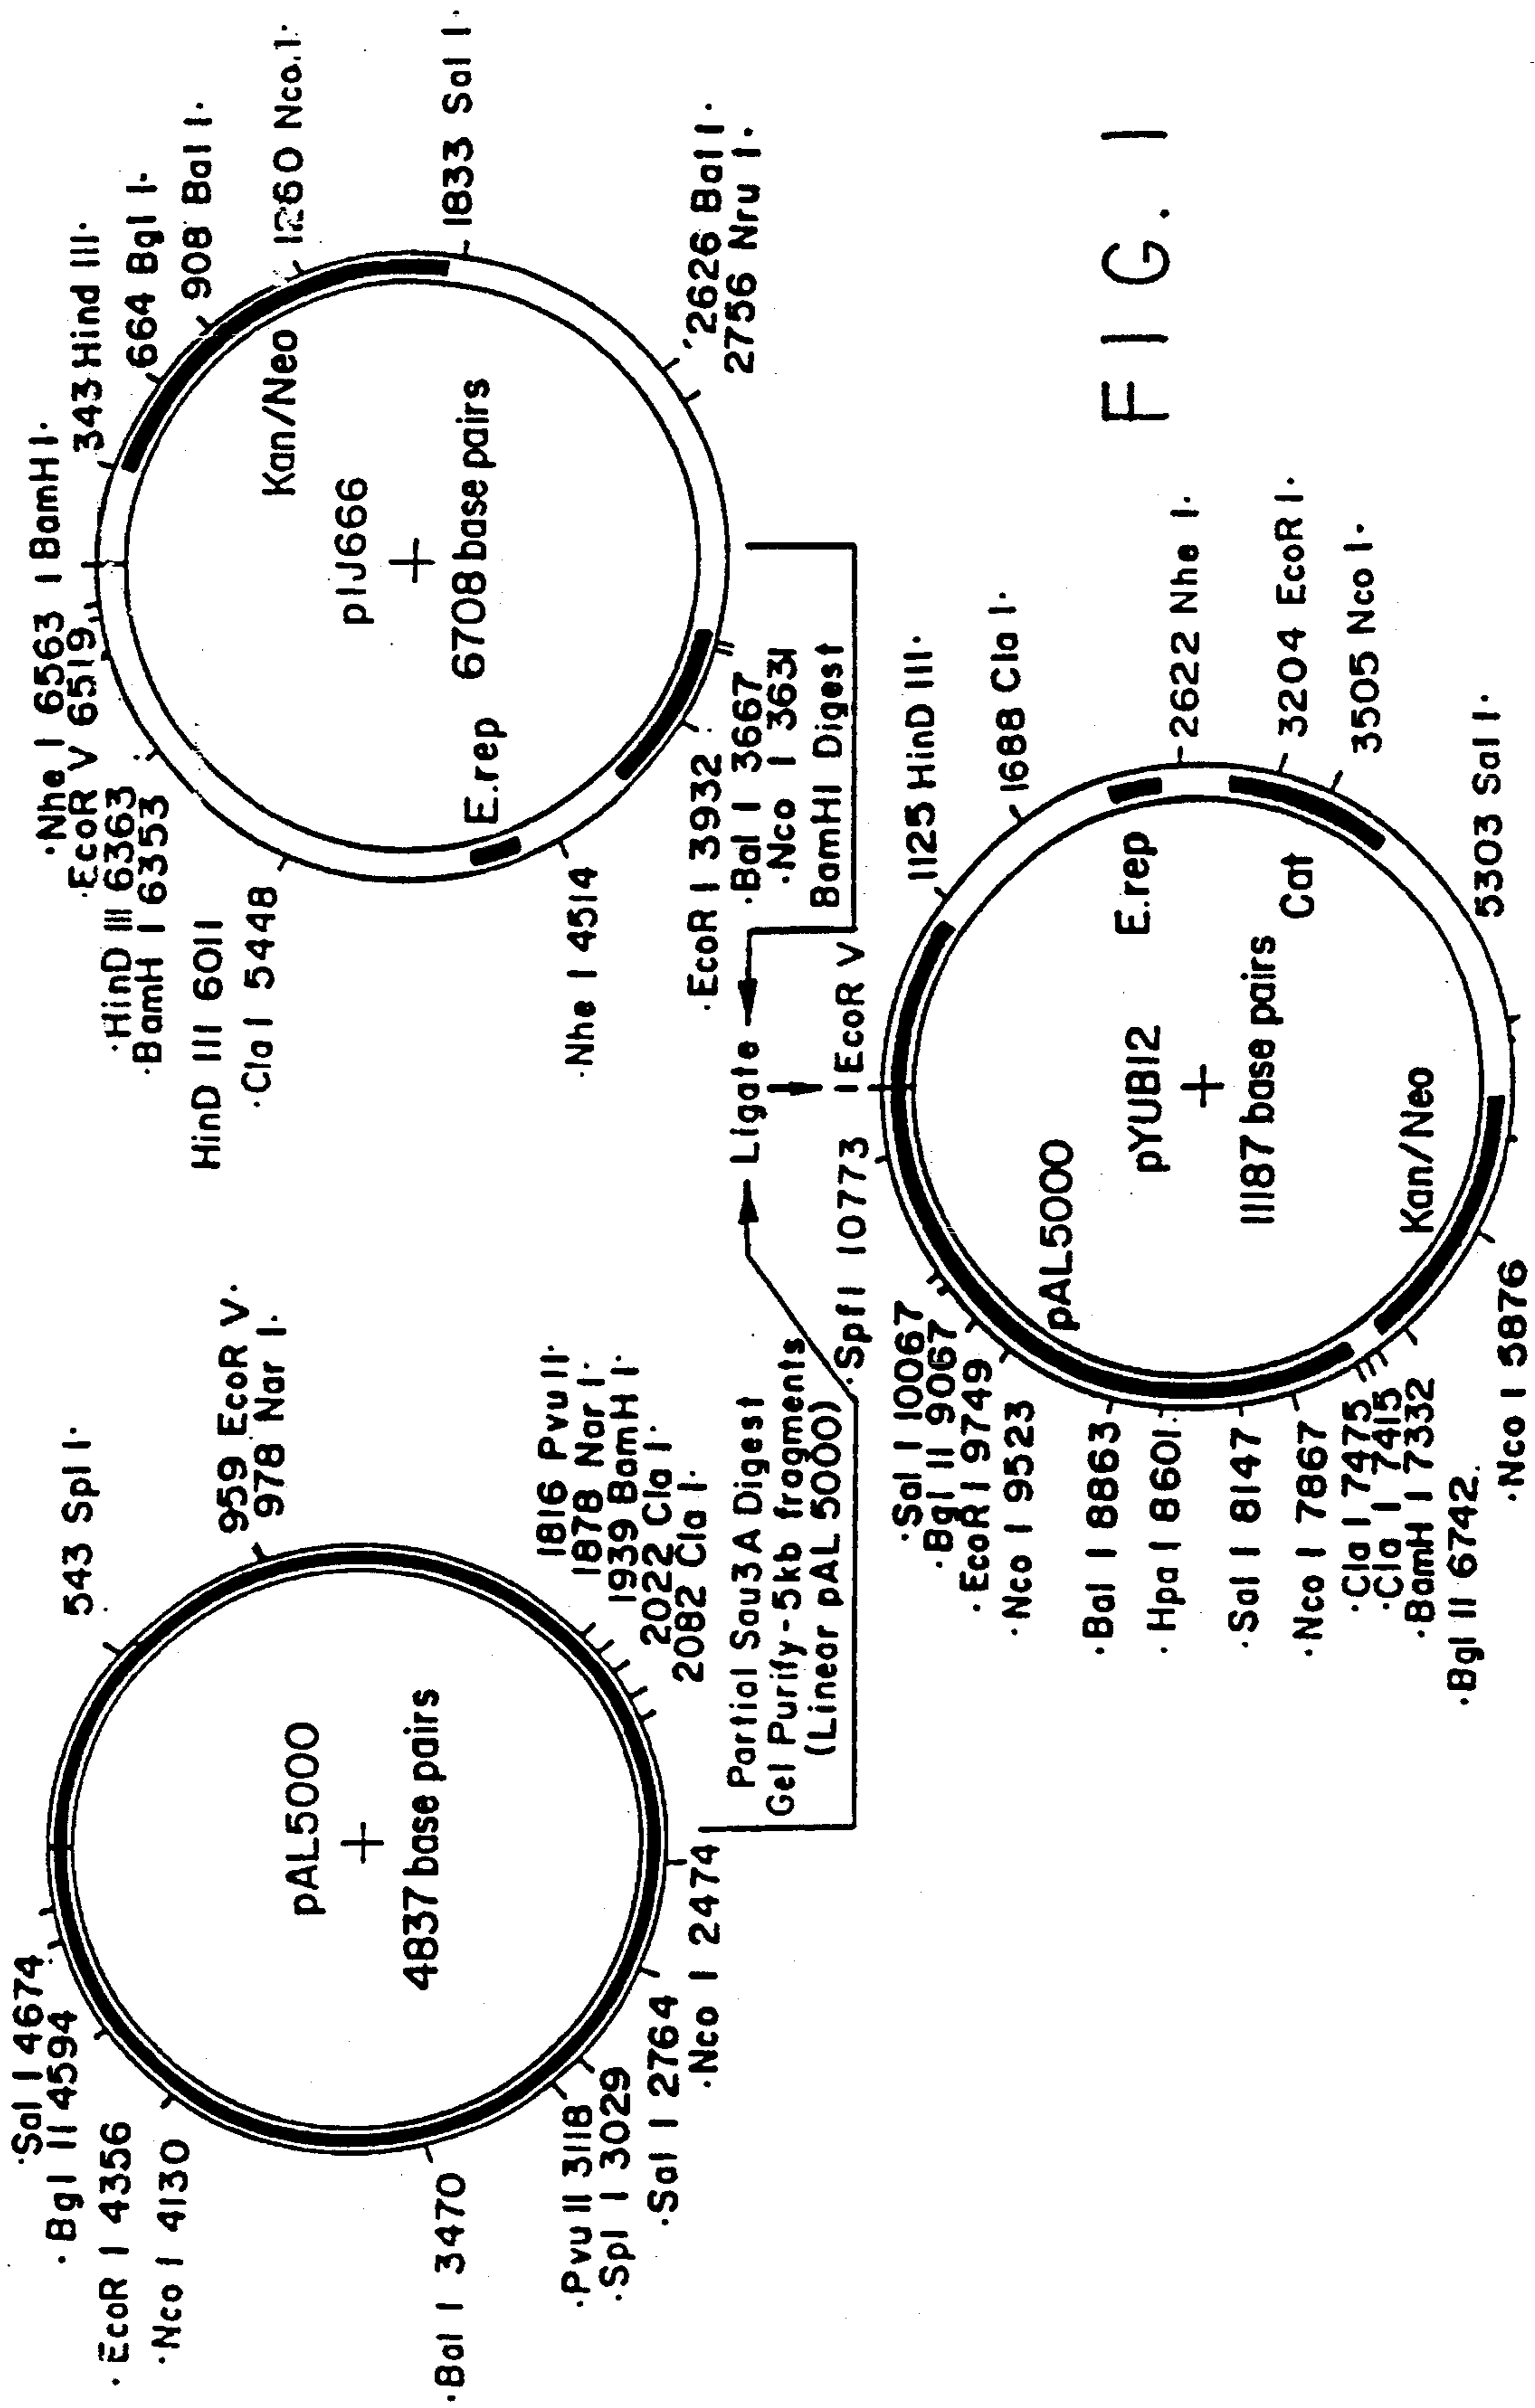 543 Spl I.
959 EcoR V.
978 Nar I.
1816 Pvu II.
1878 Nar I.
1939 BamH I.
2022 Cla I.
2082 Cla I.
.Nco I 2474
.Sal I 2764
.Spl I 3029
.Pvu II 3118
.Bal I 3470
.Nco I 4130
.EcoR I 4356
.Bgl II 4594
.Sal I 4674
pAL5000
4837 base pairs
1 BamH I.
343 Hind III.
664 Bgl I.
908 Bal I.
1260 Nco I.
1833 Sal I.
2626 Bal I.
2756 Nru I.
.Nco I 3631
.Bal I 3667
.EcoR I 3932
.Nhe I 4514
.Cla I 5448
HinD III 6011
.BamH I 6353
.HinD III 6363
.EcoR V 6519
.Nhe I 6563
Kan/Neo
pIJ666
6708 base pairs
E.rep
Partial Sau3A Digest
Gel Purify-5kb fragments
(Linear pAL 5000)
Ligate
BamHI Digest
1 EcoR V
1125 HinD III.
1688 Cla I.
2622 Nhe I.
3204 EcoR I.
3505 Nco I.
5303 Sal I.
.Nco I 5876
.Bgl II 6742
.BamH I 7332
.Cla I 7415
.Cla I 7475
.Nco I 7867
.Sal I 8147
.Hpa I 8601
.Bal I 8863
.Nco I 9523
.EcoR I 9749
.Bgl II 9067
.Sal I 10067
.Spf I 10773
pAL5000
E.rep
pYUB12
11187 base pairs
Cat
Kan/Neo
FIG. 1